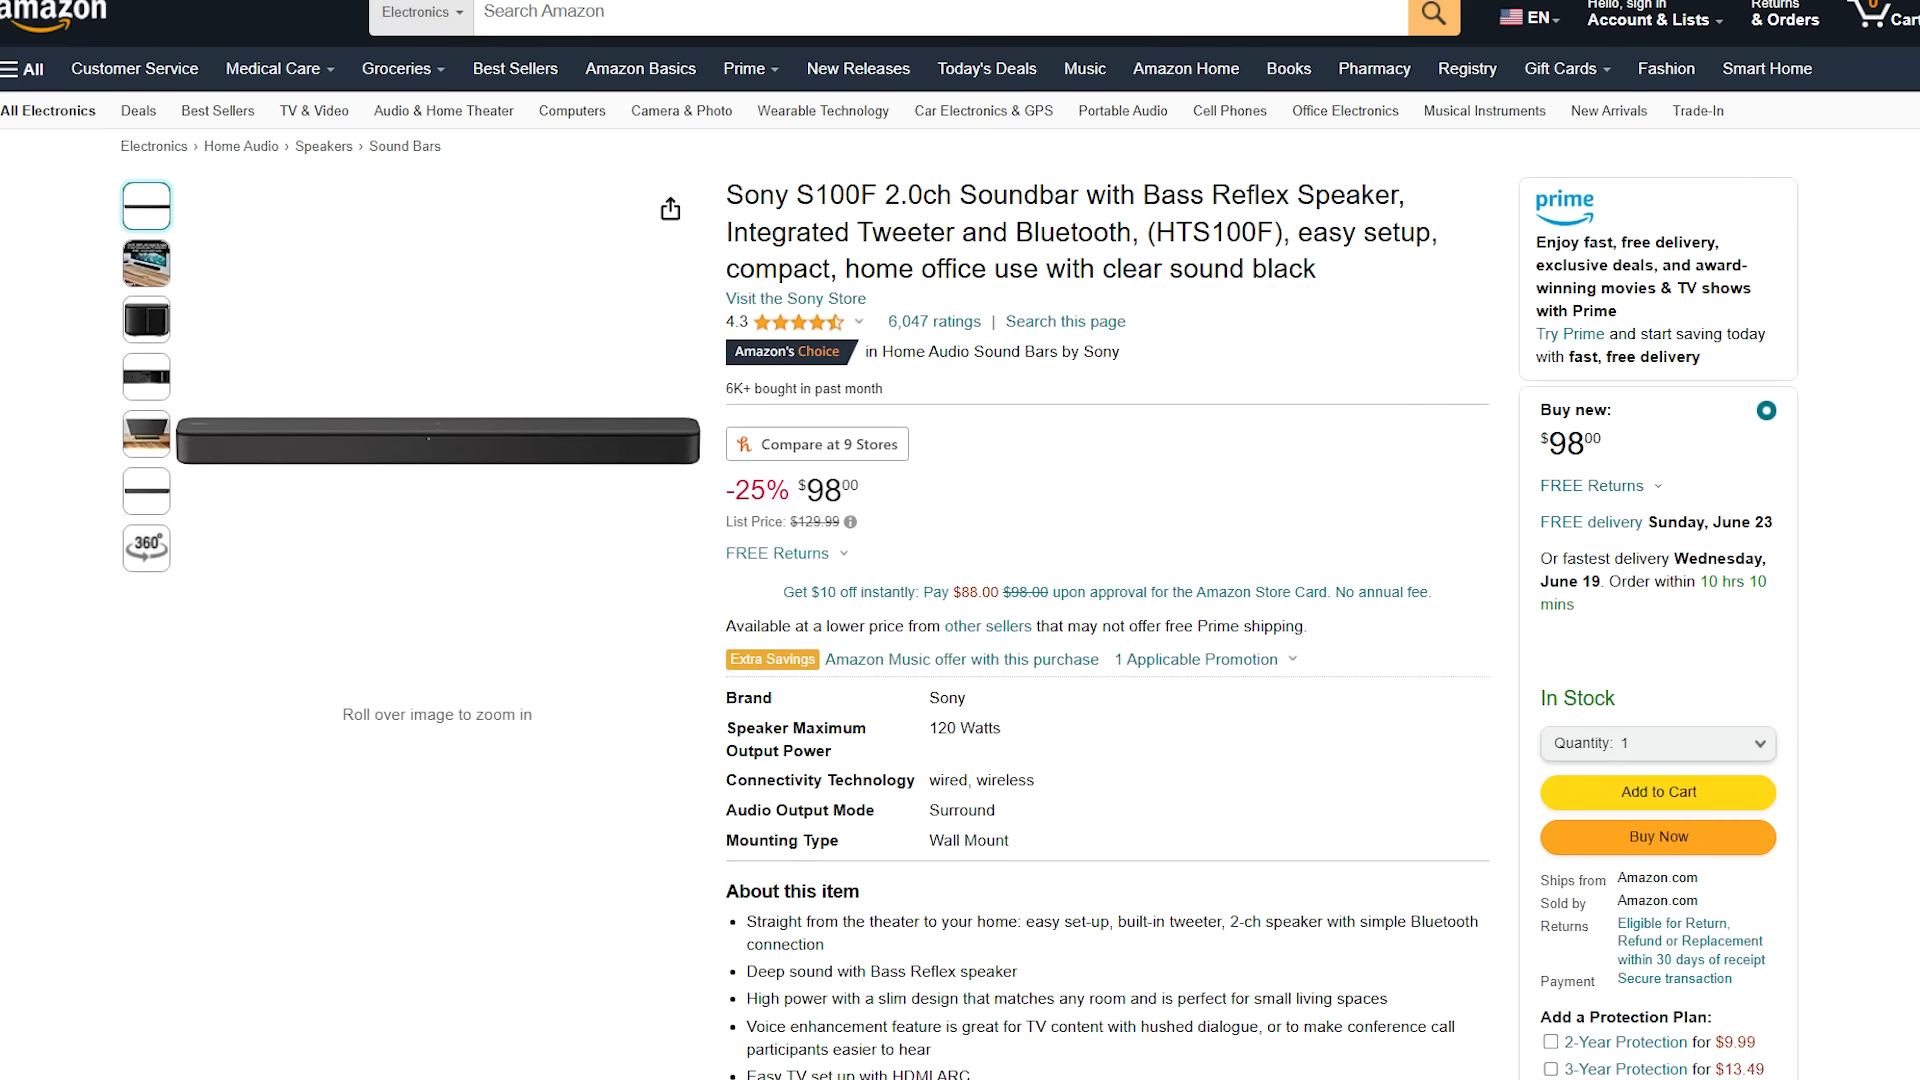 amazon
Electronics
Search Amazon
EN
Hello, sign in
Account & Lists
Returns
& Orders
0
Cart
All
Customer Service
Medical Care
Groceries
Best Sellers
Amazon Basics
Prime
New Releases
Today's Deals
Music
Amazon Home
Books
Pharmacy
Registry
Gift Cards
Fashion
Smart Home
All Electronics
Deals
Best Sellers
TV & Video
Audio & Home Theater
Computers
Camera & Photo
Wearable Technology
Car Electronics & GPS
Portable Audio
Cell Phones
Office Electronics
Musical Instruments
New Arrivals
Trade-In
Electronics › Home Audio › Speakers › Sound Bars
360°
Roll over image to zoom in
Sony S100F 2.0ch Soundbar with Bass Reflex Speaker,
Integrated Tweeter and Bluetooth, (HTS100F), easy setup,
compact, home office use with clear sound black
Visit the Sony Store
4.3
6,047 ratings | Search this page
Amazon's Choice in Home Audio Sound Bars by Sony
6K+ bought in past month
Compare at 9 Stores
-25% $9800
List Price: $129.99
FREE Returns
Get $10 off instantly: Pay $88.00 $98.00 upon approval for the Amazon Store Card. No annual fee.
Available at a lower price from other sellers that may not offer free Prime shipping.
Extra Savings Amazon Music offer with this purchase 1 Applicable Promotion
Brand Sony
Speaker Maximum Output Power 120 Watts
Connectivity Technology wired, wireless
Audio Output Mode Surround
Mounting Type Wall Mount
About this item
• Straight from the theater to your home: easy set-up, built-in tweeter, 2-ch speaker with simple Bluetooth
connection
• Deep sound with Bass Reflex speaker
• High power with a slim design that matches any room and is perfect for small living spaces
• Voice enhancement feature is great for TV content with hushed dialogue, or to make conference call
participants easier to hear
• Easy TV set up with HDMI ARC
prime
Enjoy fast, free delivery,
exclusive deals, and award-
winning movies & TV shows
with Prime
Try Prime and start saving today
with fast, free delivery
Buy new:
$9800
FREE Returns
FREE delivery Sunday, June 23
Or fastest delivery Wednesday,
June 19. Order within 10 hrs 10
mins
In Stock
Quantity: 1
Add to Cart
Buy Now
Ships from Amazon.com
Sold by Amazon.com
Returns Eligible for Return,
Refund or Replacement
within 30 days of receipt
Payment Secure transaction
Add a Protection Plan:
2-Year Protection for $9.99
3-Year Protection for $13.49